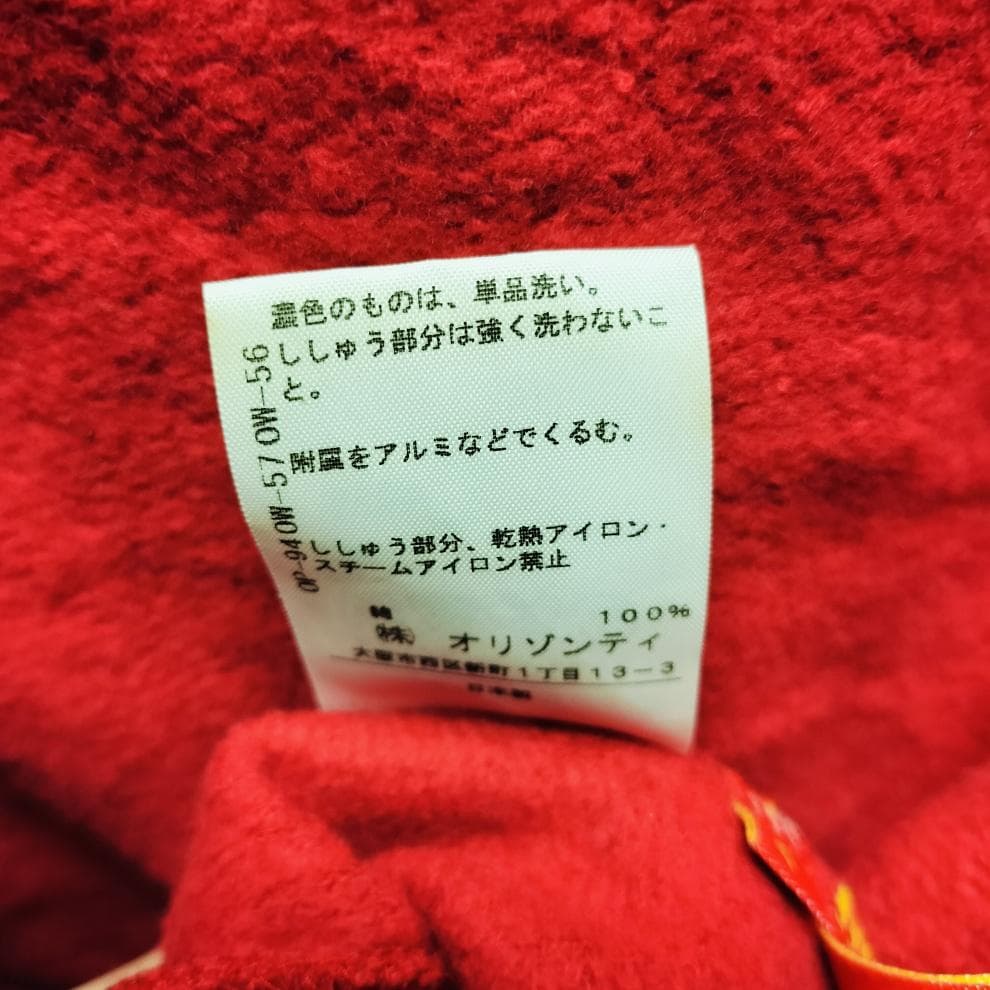 濃色のものは、単品洗い。
ししゅう部分は強く洗わないこ
と。
附属をアルミなどでくるむ。
ししゅう部分、乾熱アイロン・
スチームアイロン禁止
綿 100%
㈱ オリゾンティ
大阪市西区新町1丁目13-3
日本製
OP-94 OW-57 OW-56